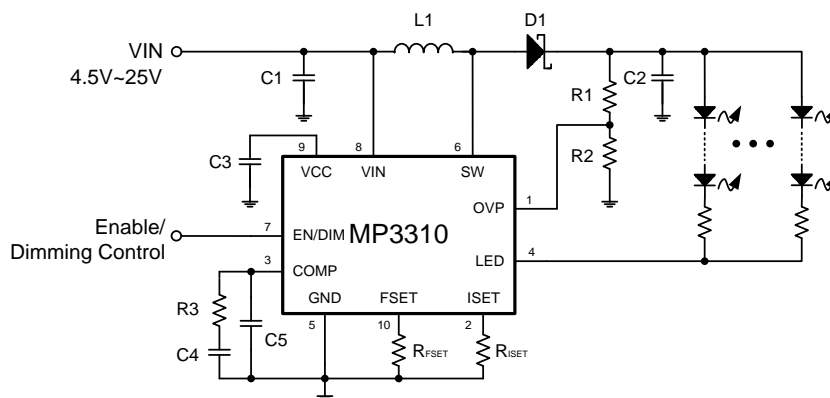 L1
D1
VIN
4.5V~25V
C1
C2
R1
R2
C3
9
8
6
VCC
VIN
SW
OVP
1
Enable/
Dimming Control
7
EN/DIM
MP3310
3
COMP
LED
4
GND
FSET
ISET
5
10
2
R3
C4
C5
RFSET
RISET